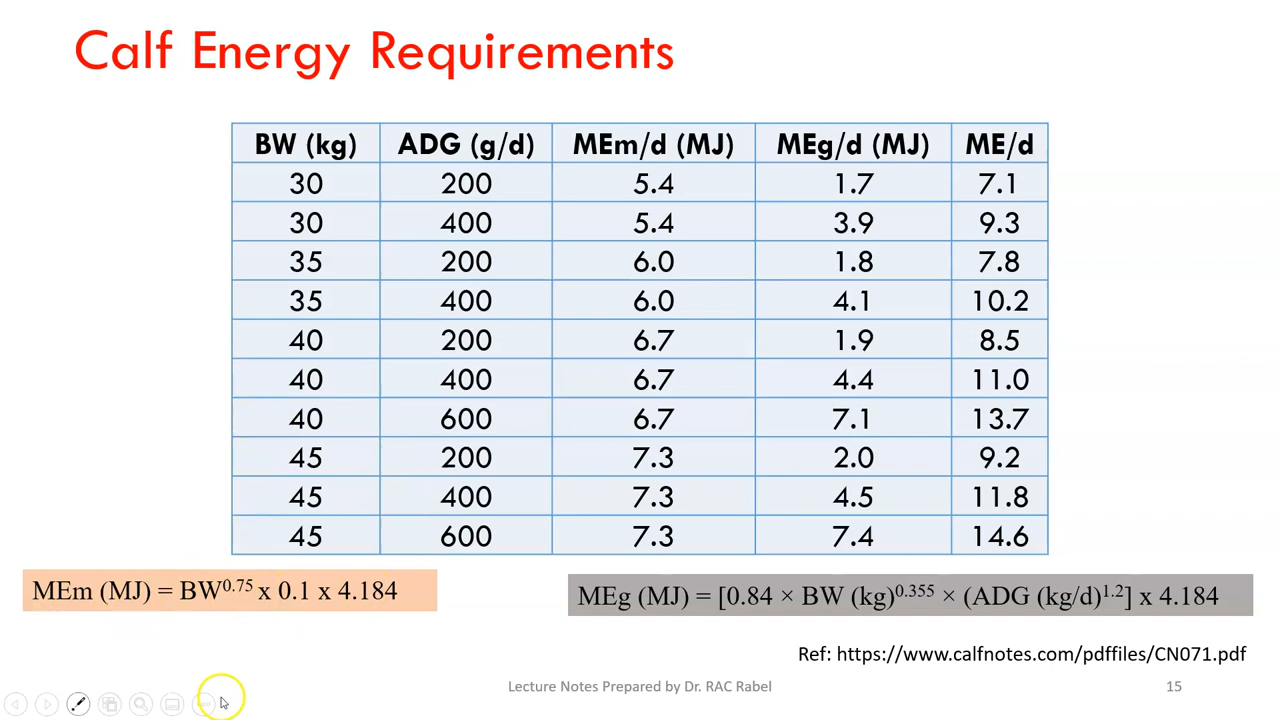 Calf Energy Requirements
BW (kg) ADG (g/d) MEm/d (MJ) MEg/d (MJ) ME/d
30 200 5.4 1.7 7.1
30 400 5.4 3.9 9.3
35 200 6.0 1.8 7.8
35 400 6.0 4.1 10.2
40 200 6.7 1.9 8.5
40 400 6.7 4.4 11.0
40 600 6.7 7.1 13.7
45 200 7.3 2.0 9.2
45 400 7.3 4.5 11.8
45 600 7.3 7.4 14.6
MEm (MJ) = BW^0.75 x 0.1 x 4.184
MEg (MJ) = [0.84 × BW (kg)^0.355 × (ADG (kg/d)^1.2] x 4.184
Ref: https://www.calfnotes.com/pdffiles/CN071.pdf
Lecture Notes Prepared by Dr. RAC Rabel
15